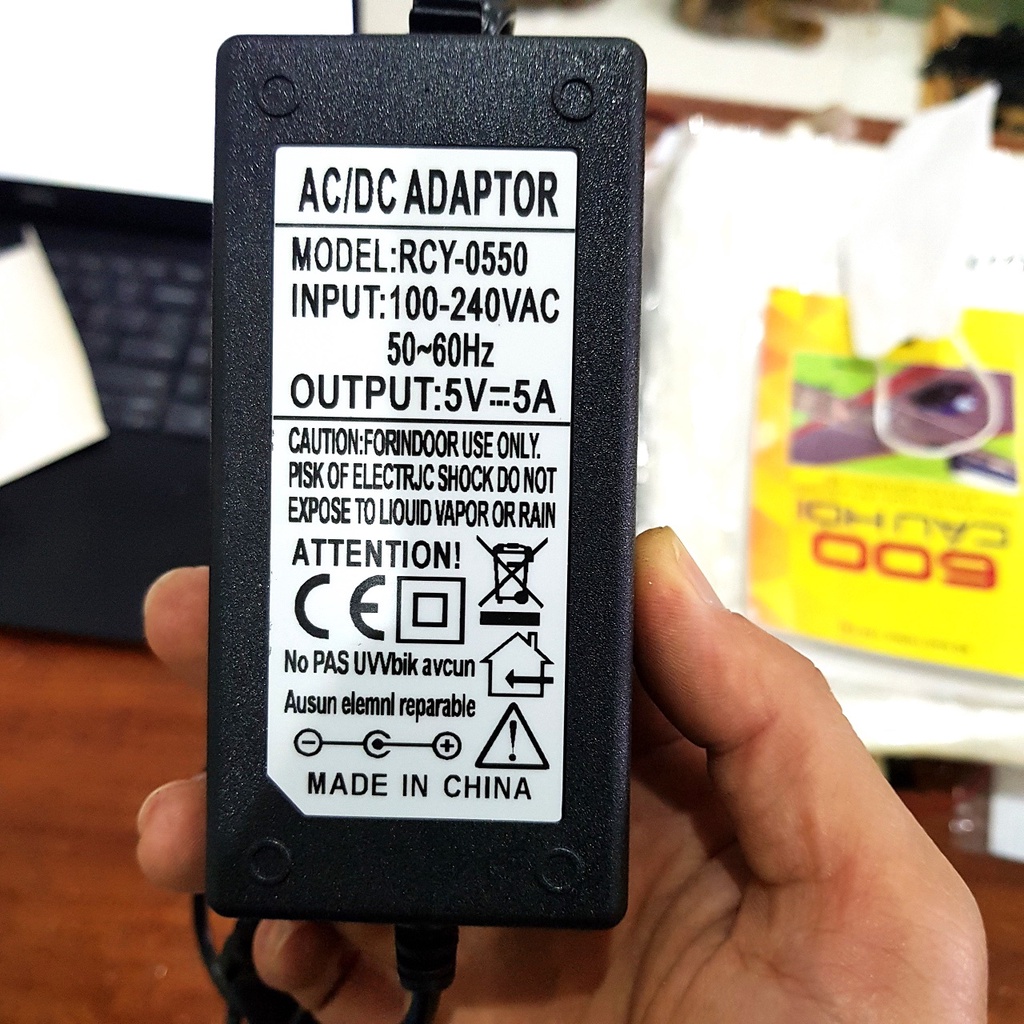 AC/DC ADAPTOR
MODEL:RCY-0550
INPUT:100-240VAC
50~60Hz
OUTPUT:5V⎓5A
CAUTION:FORINDOOR USE ONLY.
PISK OF ELECTRJC SHOCK DO NOT
EXPOSE TO LIOUID VAPOR OR RAIN
ATTENTION!
CE
No PAS UVVbik avcun
Ausun elemnl reparable
MADE IN CHINA
600
CAU HOI